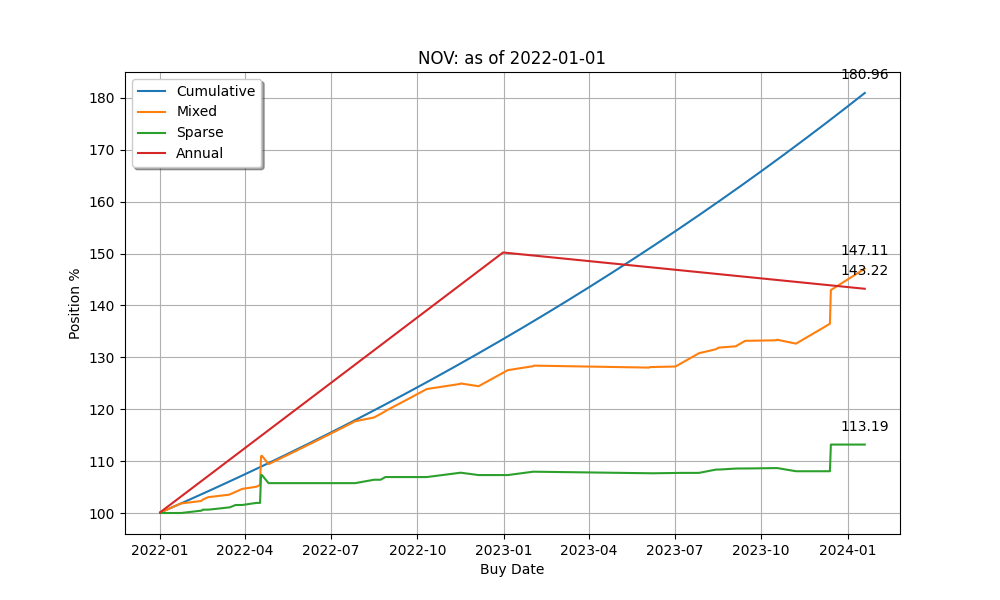 NOV: as of 2022-01-01
180.96
Cumulative
Mixed
Sparse
Annual
180
170
160
150
140
130
120
110
100
Position %
147.11
143.22
113.19
2022-01 2022-04 2022-07 2022-10 2023-01 2023-04 2023-07 2023-10 2024-01
Buy Date